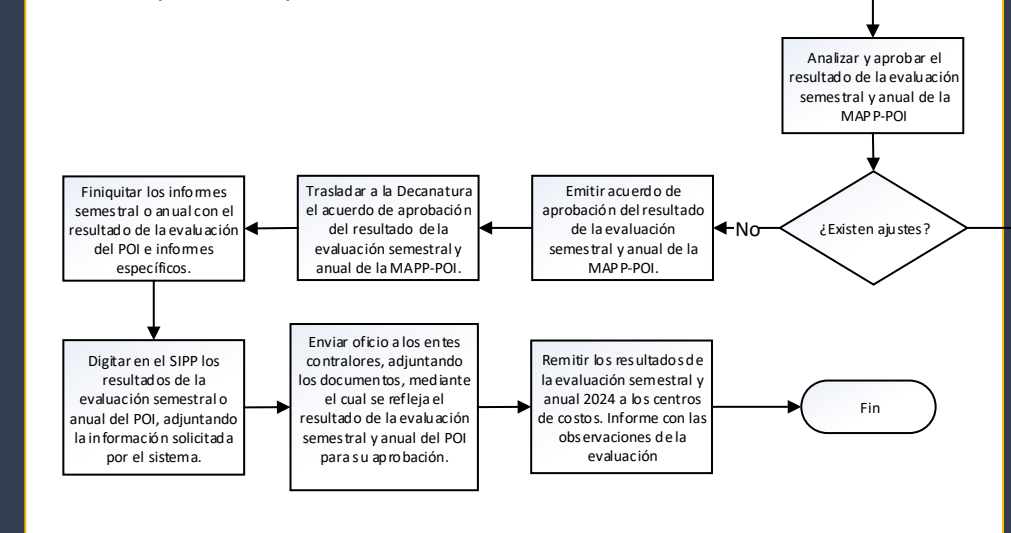 Analizar y aprobar el
resultado de la evaluación
semestral y anual de la
MAPP-POI
¿Existen ajustes?
No
Emitir acuerdo de
aprobación del resultado
de la evaluación
semestral y anual de la
MAPP-POI.
Trasladar a la Decanatura
el acuerdo de aprobación
del resultado de la
evaluación semestral y
anual de la MAPP-POI.
Finiquitar los informes
semestral o anual con el
resultado de la evaluación
del POI e informes
específicos.
Digitar en el SIPP los
resultados de la
evaluación semestral o
anual del POI, adjuntando
la información solicitada
por el sistema.
Enviar oficio a los entes
contralores, adjuntando
los documentos, mediante
el cual se refleja el
resultado de la evaluación
semestral y anual del POI
para su aprobación.
Remitir los resultados de
la evaluación semestral y
anual 2024 a los centros
de costos. Informe con las
observaciones de la
evaluación
Fin